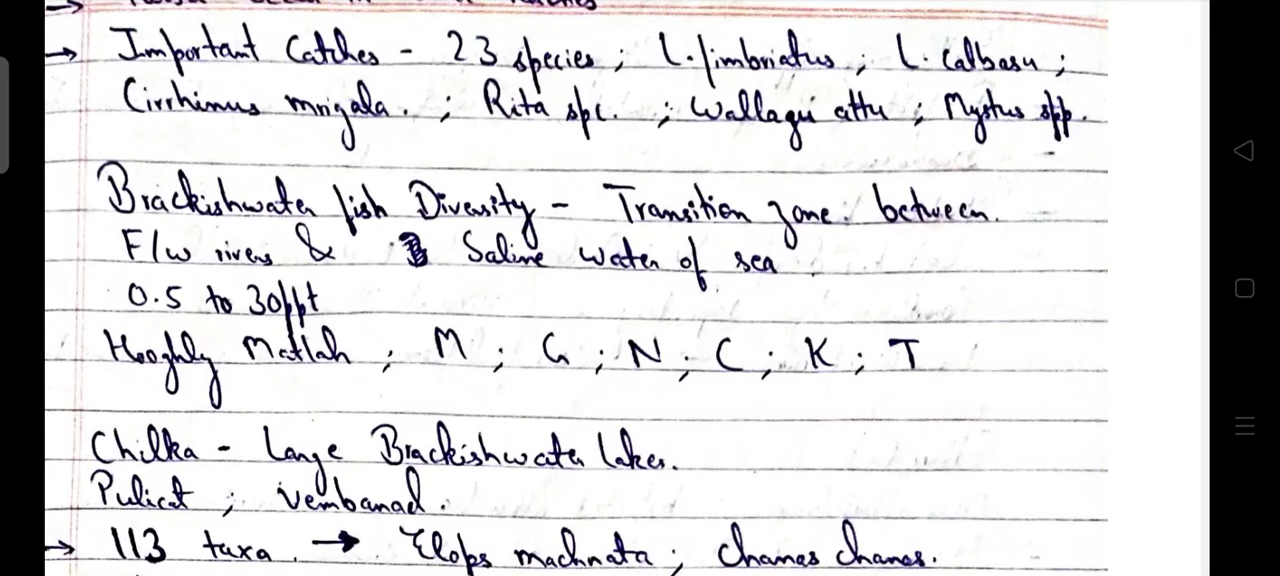 → Important Catches - 23 species ; L. fimbriatus ; L. calbasu ;
Cirrhinus mrigala. ; Rita spc. ; Wallagu attu ; Mystus spp.
Brackishwater fish Diversity - Transition zone. between.
F/w rivers & Saline water of sea
0.5 to 30ppt
Hooghly Matlah ; M ; G ; N ; C ; K ; T
Chilka - Large Brackishwater lakes.
Pulicat ; vembanad.
→ 113 taxa. → Elops machnata ; Chanos chanos.